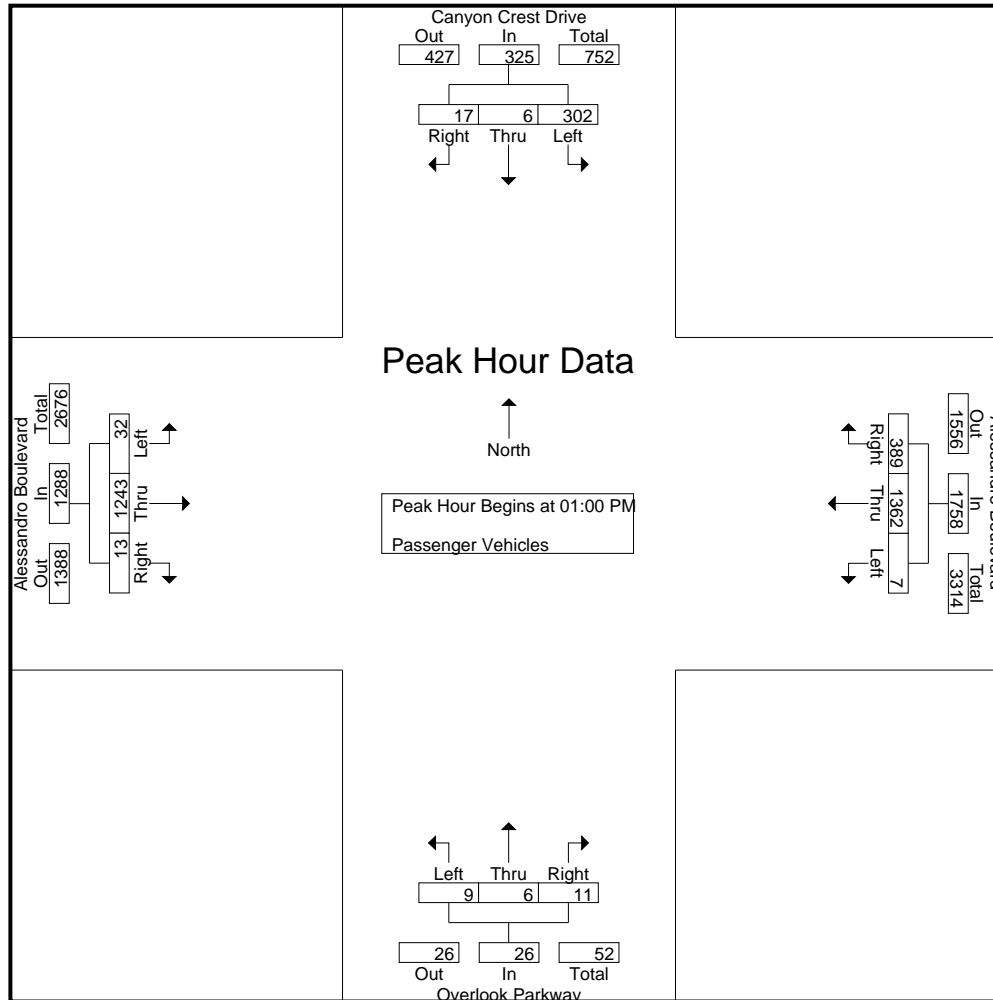 Canyon Crest Drive
Out In Total
427 325 752
17 6 302
Right Thru Left
Peak Hour Data
North
Peak Hour Begins at 01:00 PM
Passenger Vehicles
Alessandro Boulevard
Total In Out
2676 1288 1388
32 1243 13
Left Thru Right
Out In Total
1556 1758 3314
Right Thru Left
389 1362 7
Left Thru Right
9 6 11
26 26 52
Out In Total
Overlook Parkway